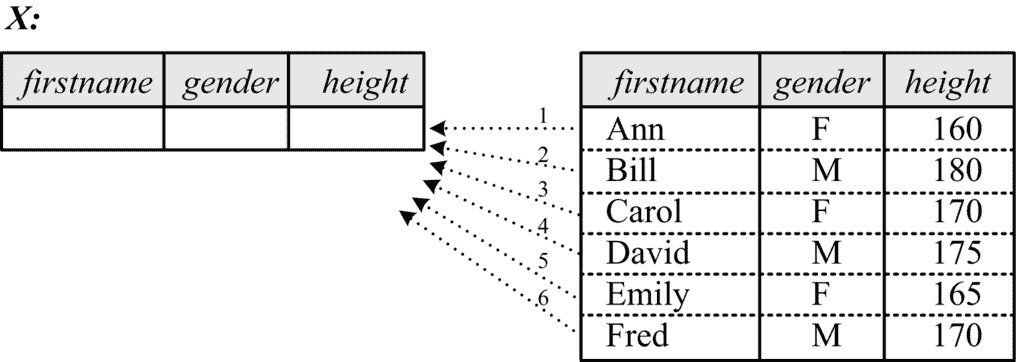 X:
firstname gender height
firstname gender height
1 Ann F 160
2 Bill M 180
3 Carol F 170
4 David M 175
5 Emily F 165
6 Fred M 170